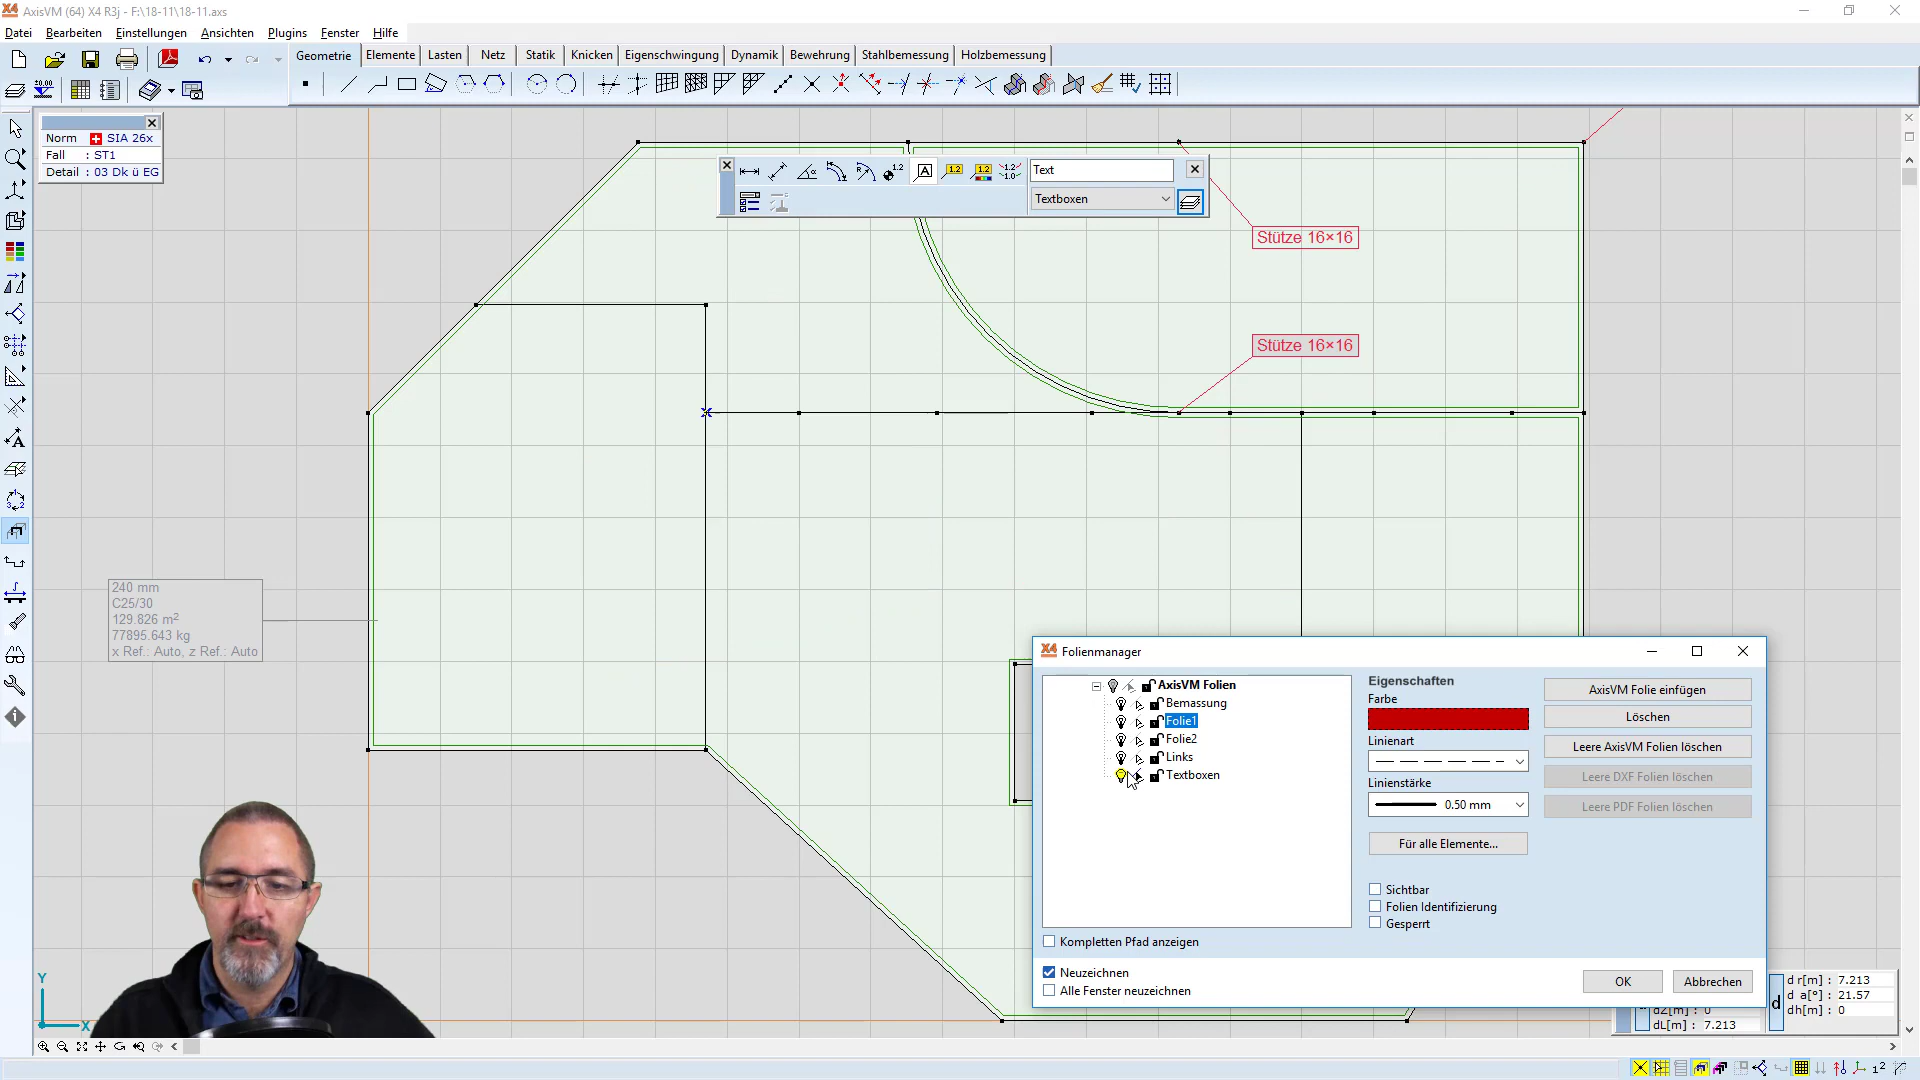 AxisVM (64) X4 R3j - F:\18-11\18-11.axs
Datei Bearbeiten Einstellungen Ansichten Plugins Fenster Hilfe
Geometrie Elemente Lasten Netz Statik Knicken Eigenschwingung Dynamik Bewehrung Stahlbemessung Holzbemessung
Norm SIA 26x
Fall : ST1
Detail : 03 Dk ü EG
Text
Textboxen
Stütze 16×16
Stütze 16×16
240 mm
C25/30
129.826 m²
77895.643 kg
x Ref.: Auto, z Ref.: Auto
Folienmanager
AxisVM Folien
Bemassung
Folie1
Folie2
Links
Textboxen
Eigenschaften
Farbe
Linienart
Linienstärke
0.50 mm
Für alle Elemente...
Sichtbar
Folien Identifizierung
Gesperrt
AxisVM Folie einfügen
Löschen
Leere AxisVM Folien löschen
Leere DXF Folien löschen
Leere PDF Folien löschen
Kompletten Pfad anzeigen
Neuzeichnen
Alle Fenster neuzeichnen
OK Abbrechen
d r[m] : 7.213
d a[°] : 21.57
dh[m] : 0
dZ[m] : 0
dL[m] : 7.213
d
Y
X